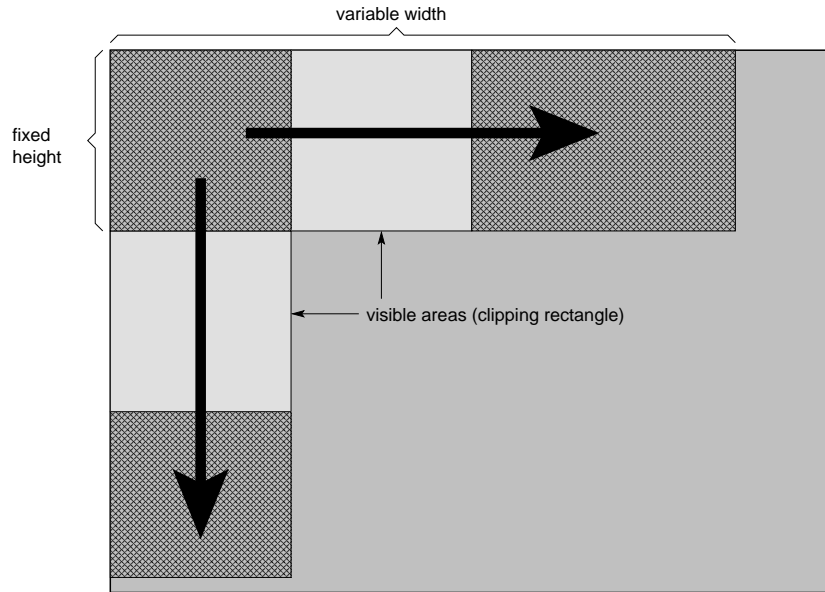 variable width
fixed
height
visible areas (clipping rectangle)